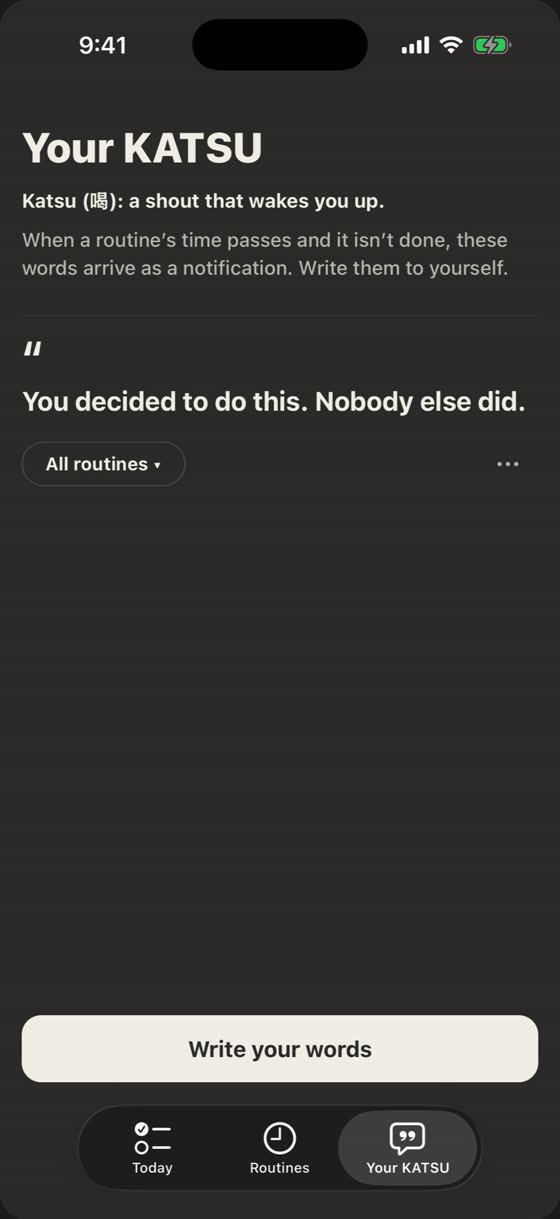 9:41
Your KATSU
Katsu (喝): a shout that wakes you up.
When a routine’s time passes and it isn’t done, these
words arrive as a notification. Write them to yourself.
"
You decided to do this. Nobody else did.
All routines ▾
Write your words
Today
Routines
Your KATSU